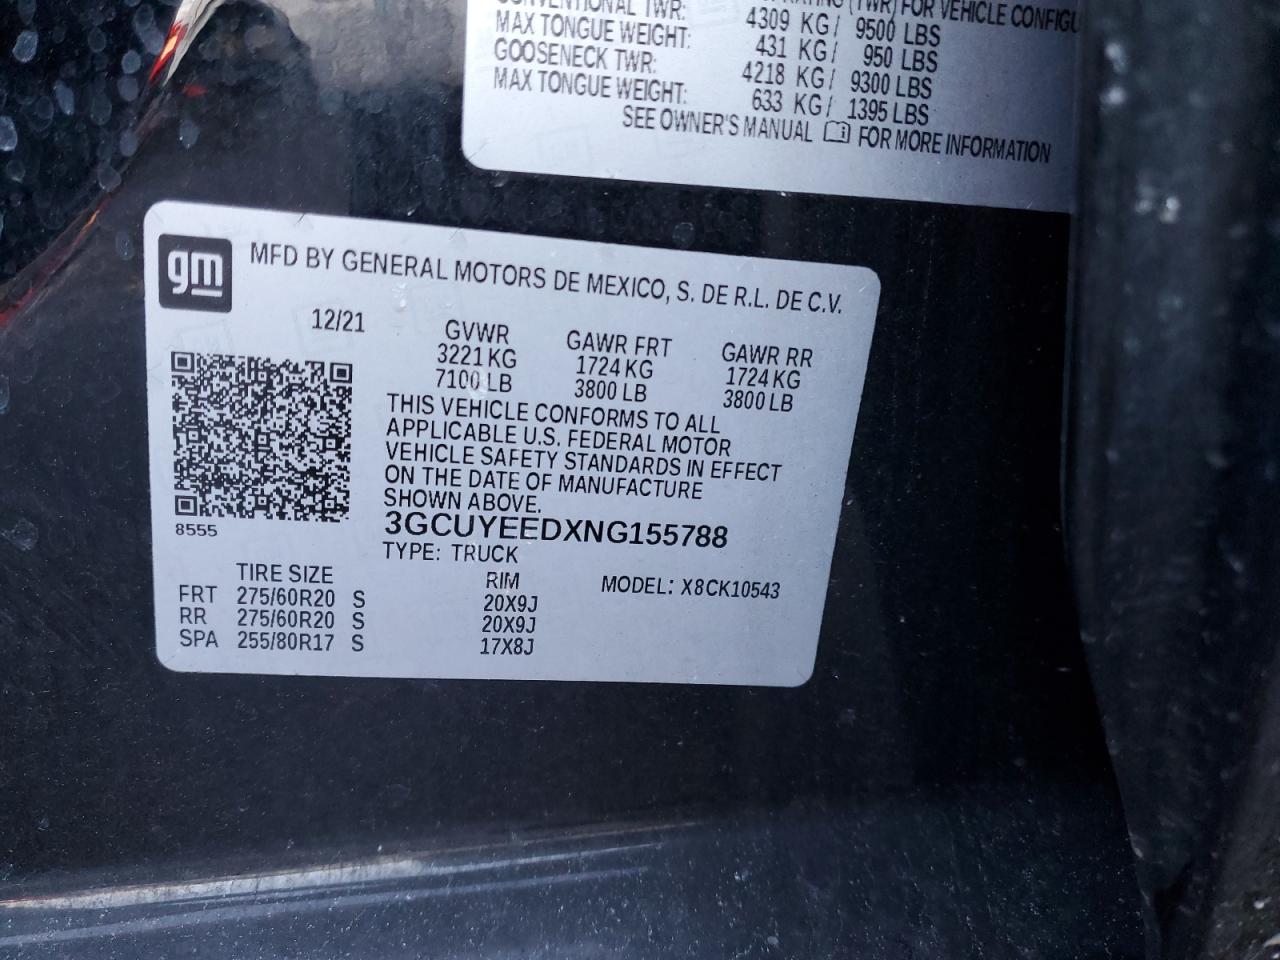 CONVENTIONAL TWR: 4309 KG/ 9500 LBS
MAX TONGUE WEIGHT: 431 KG/ 950 LBS
GOOSENECK TWR: 4218 KG/ 9300 LBS
MAX TONGUE WEIGHT: 633 KG/ 1395 LBS
SEE OWNER'S MANUAL FOR MORE INFORMATION
(TWR) FOR VEHICLE
gm
MFD BY GENERAL MOTORS DE MEXICO, S. DE R.L. DE C.V.
12/21
GVWR GAWR FRT GAWR RR
3221 KG 1724 KG 1724 KG
7100 LB 3800 LB 3800 LB
THIS VEHICLE CONFORMS TO ALL
APPLICABLE U.S. FEDERAL MOTOR
VEHICLE SAFETY STANDARDS IN EFFECT
ON THE DATE OF MANUFACTURE
SHOWN ABOVE.
8555
3GCUYEEDXNG155788
TYPE: TRUCK
TIRE SIZE RIM MODEL: X8CK10543
FRT 275/60R20 S 20X9J
RR 275/60R20 S 20X9J
SPA 255/80R17 S 17X8J